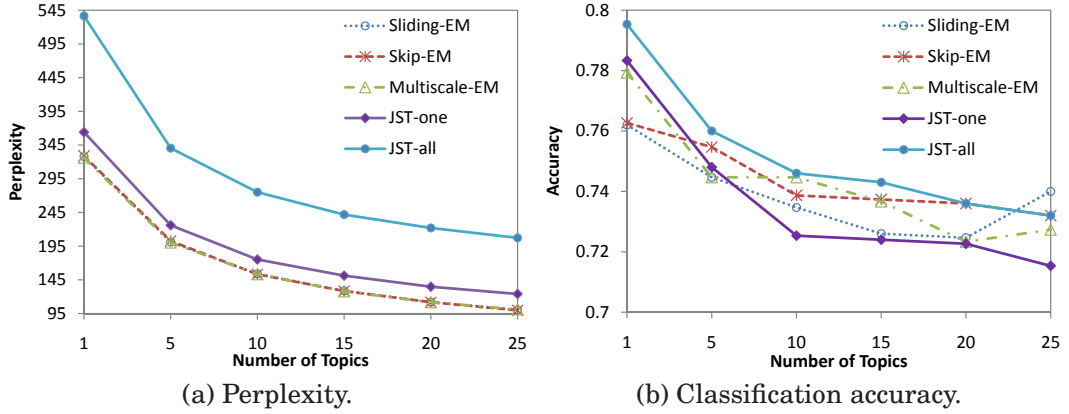 545
495
445
395
345
295
245
195
145
95
Perplexity
1 5 10 15 20 25
Number of Topics
Sliding-EM
Skip-EM
Multiscale-EM
JST-one
JST-all
(a) Perplexity.
0.8
0.78
0.76
0.74
0.72
0.7
Accuracy
1 5 10 15 20 25
Number of Topics
Sliding-EM
Skip-EM
Multiscale-EM
JST-one
JST-all
(b) Classification accuracy.